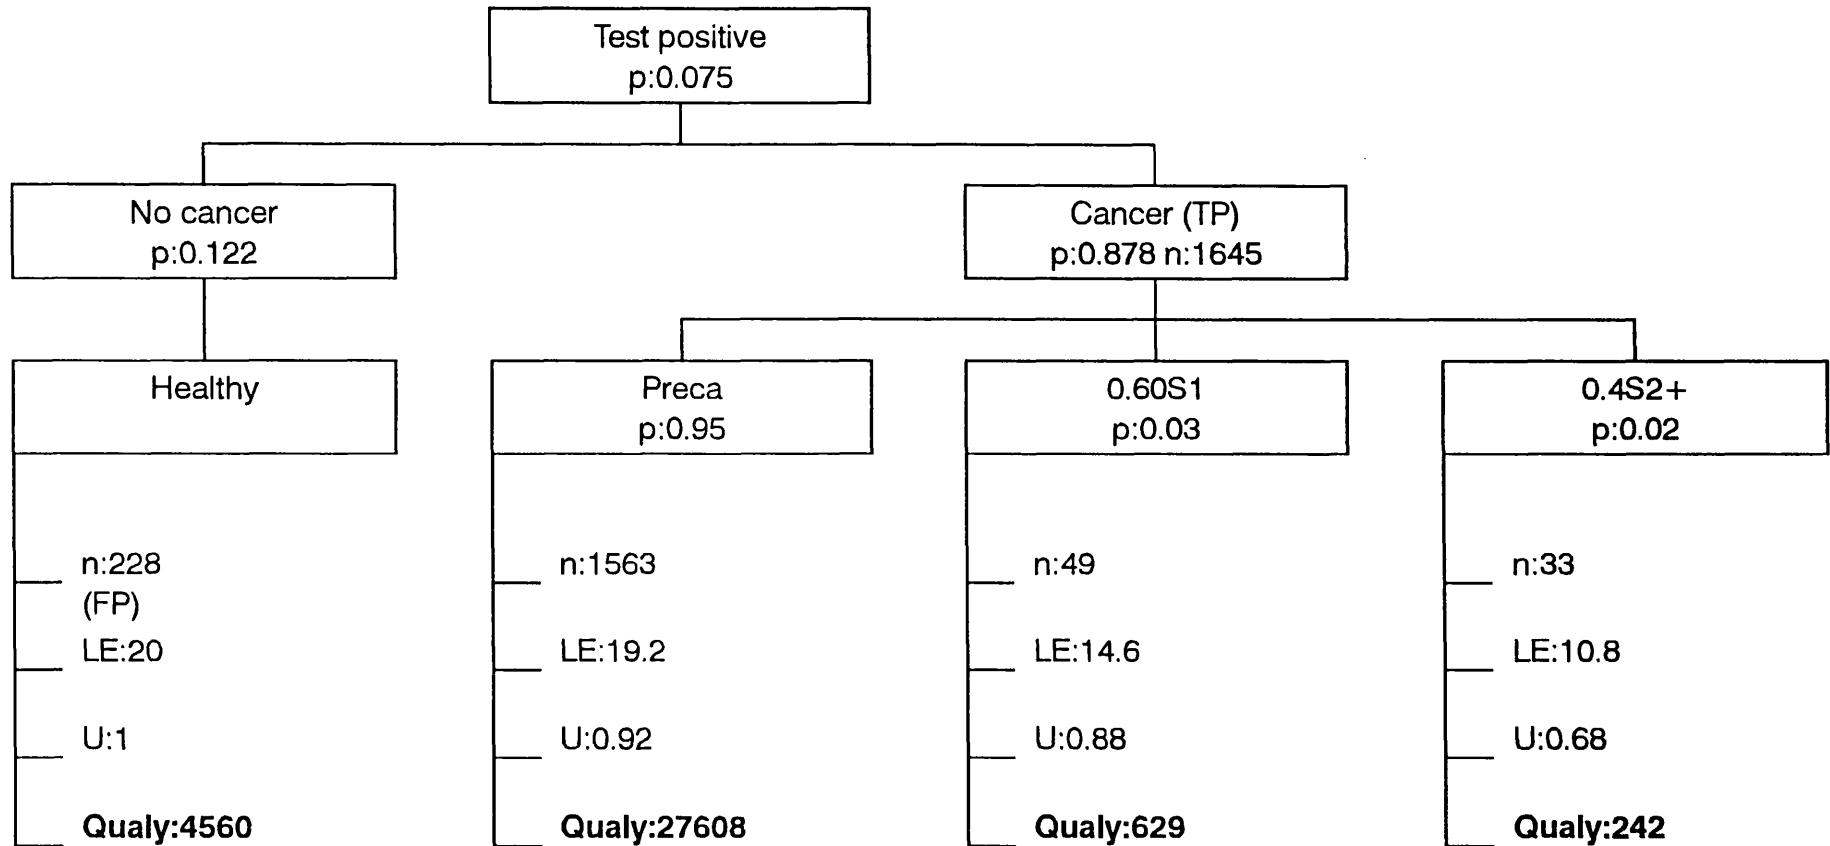 Test positive
p:0.075
No cancer
p:0.122
Cancer (TP)
p:0.878 n:1645
Healthy
Preca
p:0.95
0.60S1
p:0.03
0.4S2+
p:0.02
n:228
(FP)
LE:20
U:1
Qualy:4560
n:1563
LE:19.2
U:0.92
Qualy:27608
n:49
LE:14.6
U:0.88
Qualy:629
n:33
LE:10.8
U:0.68
Qualy:242